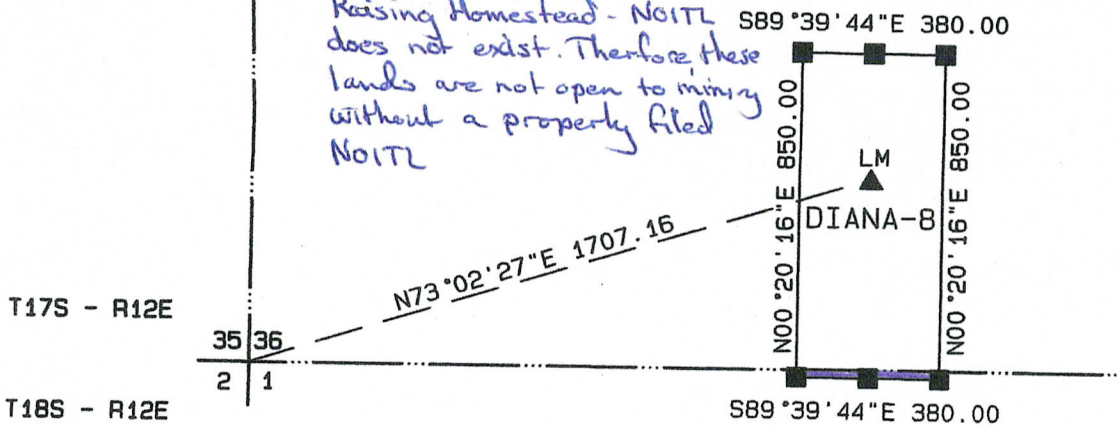 Raising Homestead - NOITL
does not exist. Therfore, these
lands are not open to mining
without a properly filed
NOITL
S89°39'44"E 380.00
N00°20'16"E 850.00
N00°20'16"E 850.00
LM
DIANA-8
N73°02'27"E 1707.16
T17S - R12E
35 36
2 1
T18S - R12E
S89°39'44"E 380.00